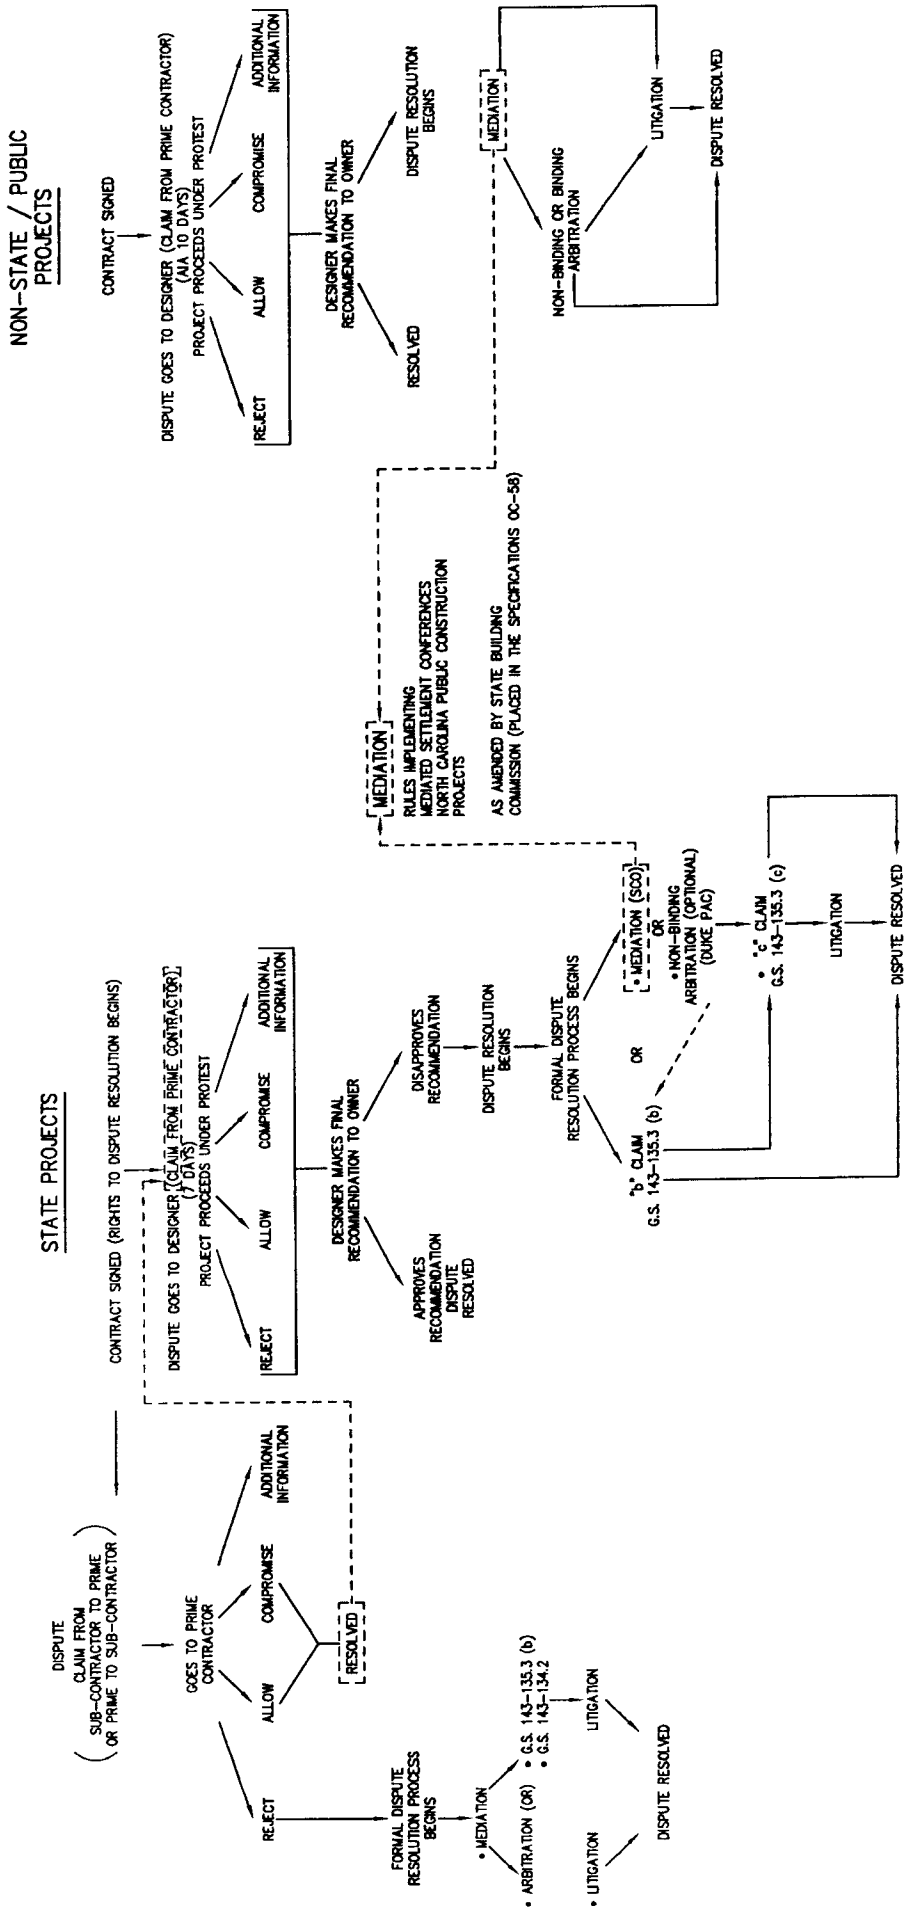 STATE PROJECTS
NON-STATE / PUBLIC
PROJECTS
DISPUTE
CLAIM FROM
SUB-CONTRACTOR TO PRIME
OR PRIME TO SUB-CONTRACTOR
GOES TO PRIME
CONTRACTOR
REJECT
ALLOW
COMPROMISE
ADDITIONAL
INFORMATION
RESOLVED
FORMAL DISPUTE
RESOLUTION PROCESS
BEGINS
• MEDIATION
• ARBITRATION (OR)
• G.S. 143-135.3 (b)
• G.S. 143-134.2
• LITIGATION
LITIGATION
DISPUTE RESOLVED
CONTRACT SIGNED (RIGHTS TO DISPUTE RESOLUTION BEGINS)
DISPUTE GOES TO DESIGNER (CLAIM FROM PRIME CONTRACTOR)
(7 DAYS)
PROJECT PROCEEDS UNDER PROTEST
REJECT
ALLOW
COMPROMISE
ADDITIONAL
INFORMATION
DESIGNER MAKES FINAL
RECOMMENDATION TO OWNER
APPROVES
RECOMMENDATION
DISPUTE
RESOLVED
DISAPPROVES
RECOMMENDATION
DISPUTE RESOLUTION
BEGINS
FORMAL DISPUTE
RESOLUTION PROCESS BEGINS
"b" CLAIM
G.S. 143-135.3 (b)
OR
• MEDIATION (SCO)
OR
• NON-BINDING
ARBITRATION (OPTIONAL)
(DUKE PAC)
• "c" CLAIM
G.S. 143-135.3 (c)
LITIGATION
DISPUTE RESOLVED
MEDIATION
RULES IMPLEMENTING
MEDIATED SETTLEMENT CONFERENCES
NORTH CAROLINA PUBLIC CONSTRUCTION
PROJECTS
AS AMENDED BY STATE BUILDING
COMMISSION (PLACED IN THE SPECIFICATIONS OC-58)
CONTRACT SIGNED
DISPUTE GOES TO DESIGNER (CLAIM FROM PRIME CONTRACTOR)
(AIA 10 DAYS)
PROJECT PROCEEDS UNDER PROTEST
REJECT
ALLOW
COMPROMISE
ADDITIONAL
INFORMATION
DESIGNER MAKES FINAL
RECOMMENDATION TO OWNER
RESOLVED
DISPUTE RESOLUTION
BEGINS
MEDIATION
NON-BINDING OR BINDING
ARBITRATION
LITIGATION
DISPUTE RESOLVED